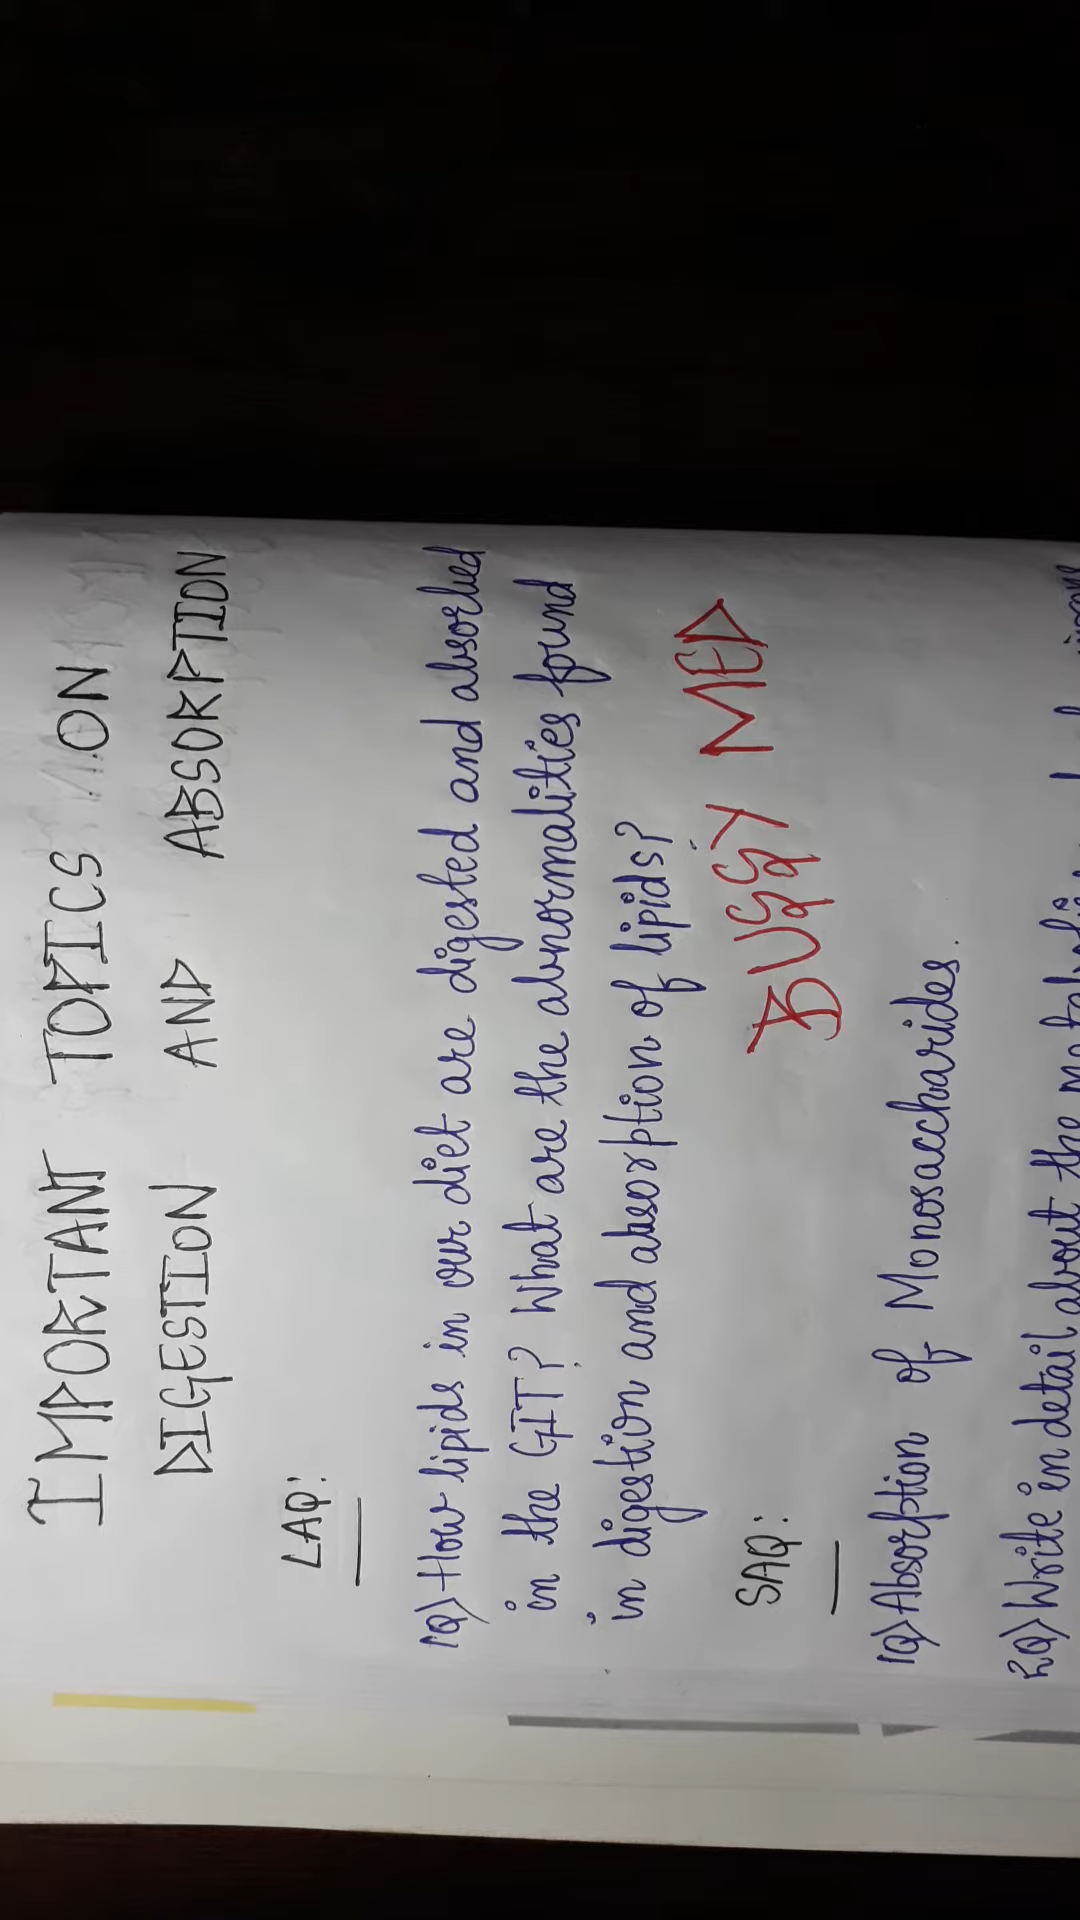 IMPORTANT TOPICS ON
DIGESTION AND ABSORPTION
LAQ:
1Q) How lipids in our diet are digested and absorbed
in the GIT? What are the abnormalities found
in digestion and absorption of lipids?
BUGGY MED
SAQ:
1Q) Absorption of Monosaccharides.
2Q) Write in detail about the